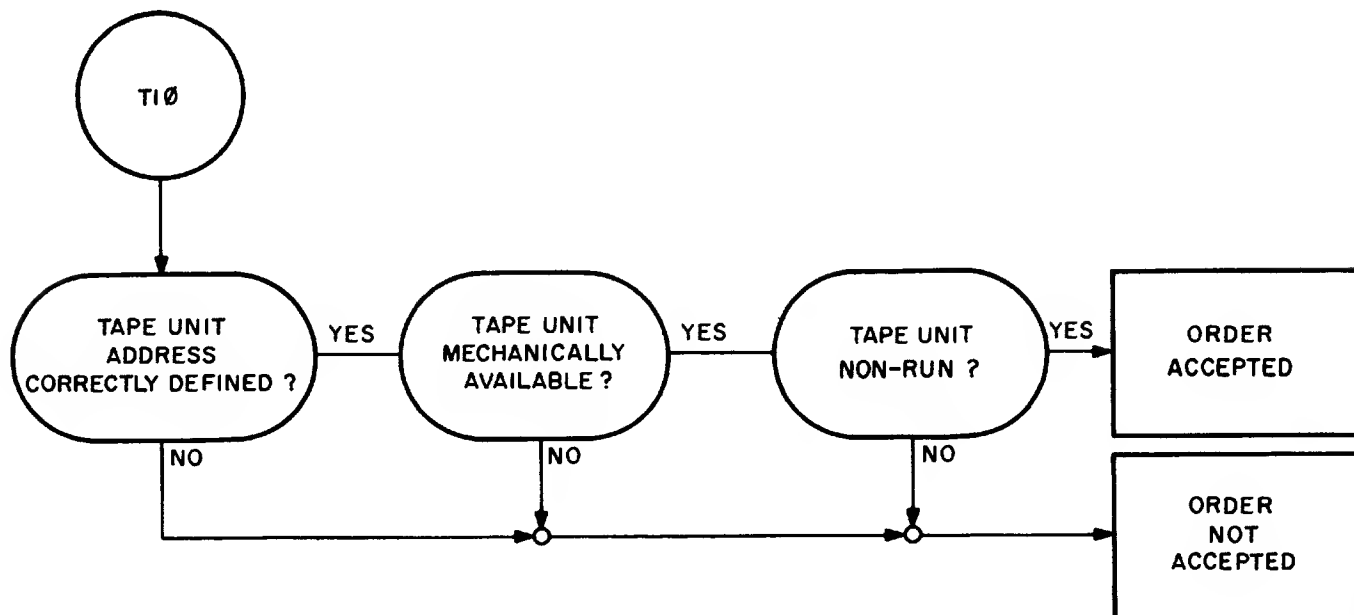 TIØ
TAPE UNIT
ADDRESS
CORRECTLY DEFINED ?
YES
TAPE UNIT
MECHANICALLY
AVAILABLE ?
YES
TAPE UNIT
NON-RUN ?
YES
ORDER
ACCEPTED
NO
NO
NO
ORDER
NOT
ACCEPTED